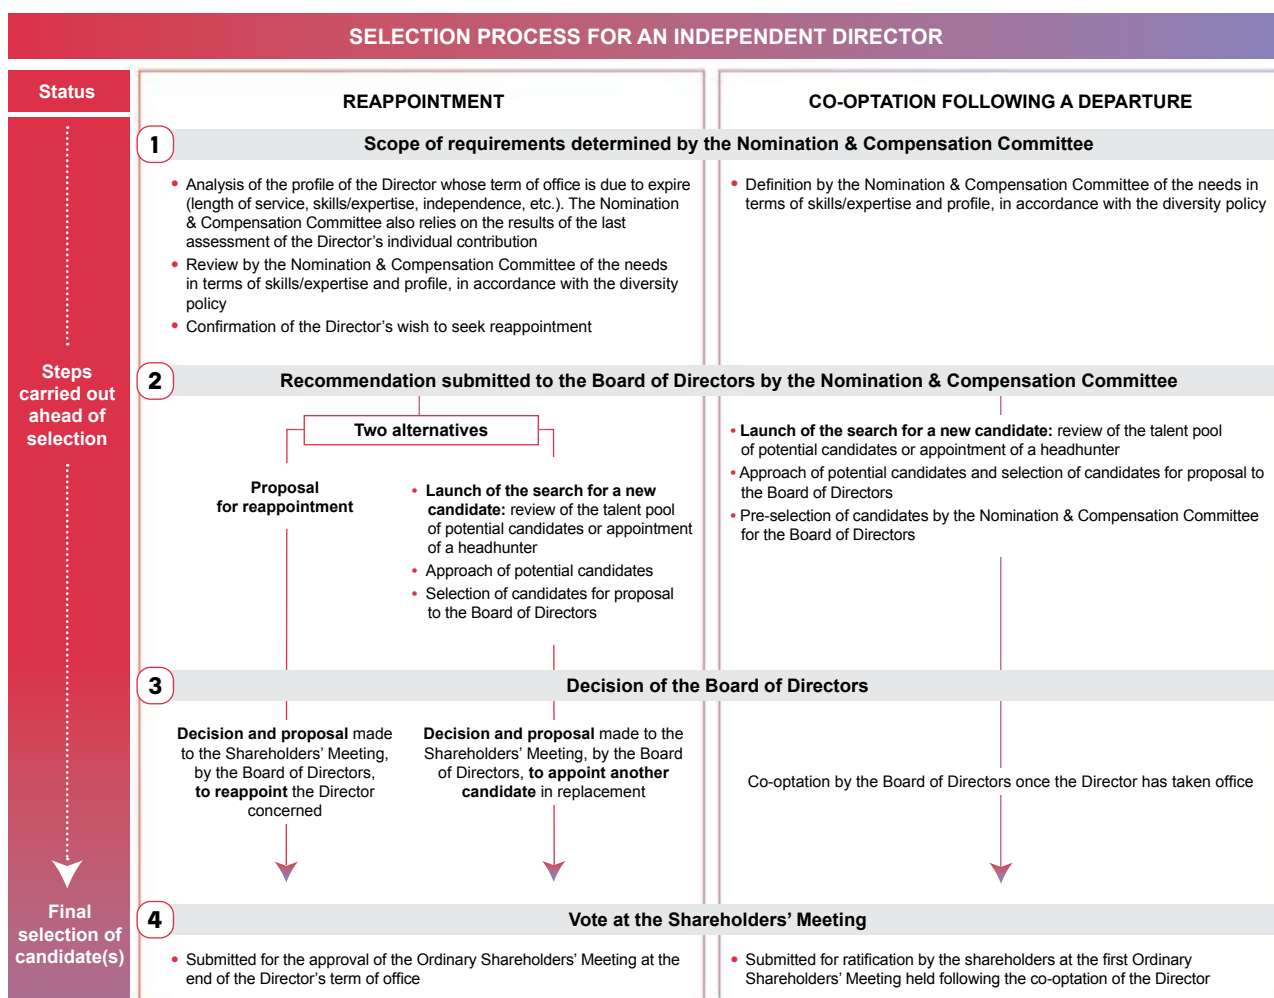 SELECTION PROCESS FOR AN INDEPENDENT DIRECTOR
Status
REAPPOINTMENT
CO-OPTATION FOLLOWING A DEPARTURE
1
Scope of requirements determined by the Nomination & Compensation Committee
• Analysis of the profile of the Director whose term of office is due to expire
(length of service, skills/expertise, independence, etc.). The Nomination
& Compensation Committee also relies on the results of the last
assessment of the Director's individual contribution
• Review by the Nomination & Compensation Committee of the needs
in terms of skills/expertise and profile, in accordance with the diversity
policy
• Confirmation of the Director's wish to seek reappointment
• Definition by the Nomination & Compensation Committee of the needs in
terms of skills/expertise and profile, in accordance with the diversity policy
Steps
carried out
ahead of
selection
2
Recommendation submitted to the Board of Directors by the Nomination & Compensation Committee
Two alternatives
Proposal
for reappointment
• Launch of the search for a new
candidate: review of the talent pool
of potential candidates or appointment
of a headhunter
• Approach of potential candidates
• Selection of candidates for proposal
to the Board of Directors
• Launch of the search for a new candidate: review of the talent pool
of potential candidates or appointment of a headhunter
• Approach of potential candidates and selection of candidates for proposal to
the Board of Directors
• Pre-selection of candidates by the Nomination & Compensation Committee
for the Board of Directors
3
Decision of the Board of Directors
Decision and proposal made
to the Shareholders' Meeting,
by the Board of Directors,
to reappoint the Director
concerned
Decision and proposal made to the
Shareholders' Meeting, by the Board
of Directors, to appoint another
candidate in replacement
Co-optation by the Board of Directors once the Director has taken office
Final
selection of
candidate(s)
4
Vote at the Shareholders' Meeting
• Submitted for the approval of the Ordinary Shareholders' Meeting at the
end of the Director's term of office
• Submitted for ratification by the shareholders at the first Ordinary
Shareholders' Meeting held following the co-optation of the Director